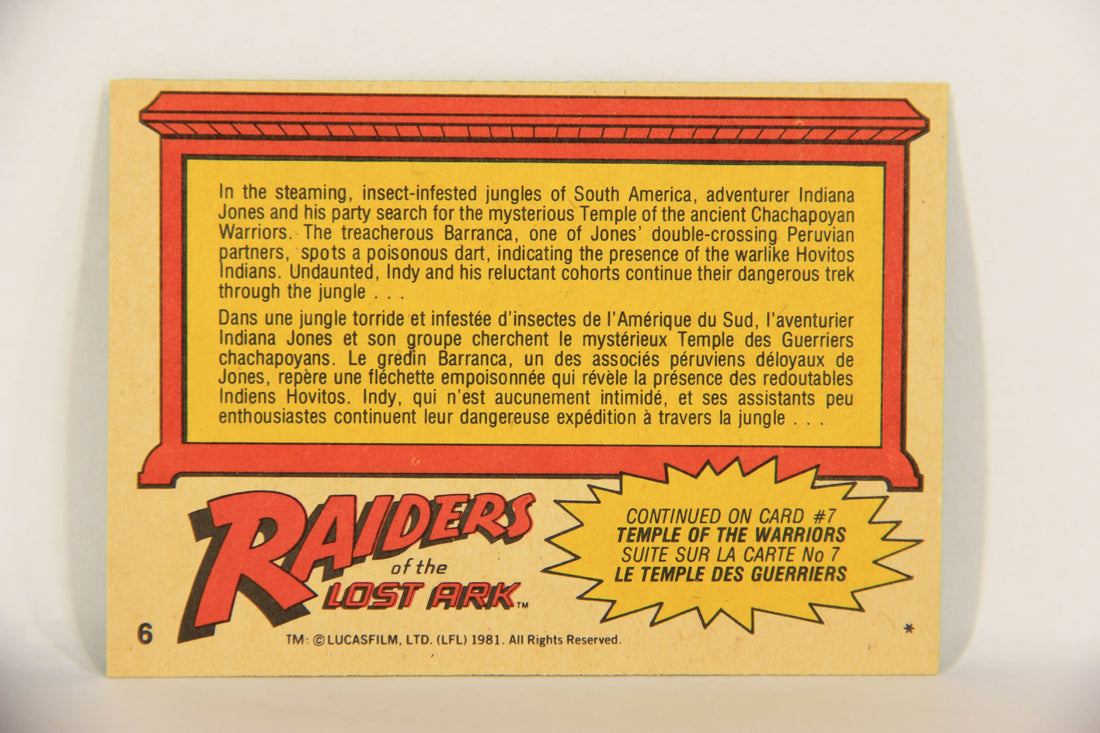 In the steaming, insect-infested jungles of South America, adventurer Indiana
Jones and his party search for the mysterious Temple of the ancient Chachapoyan
Warriors. The treacherous Barranca, one of Jones' double-crossing Peruvian
partners, spots a poisonous dart, indicating the presence of the warlike Hovitos
Indians. Undaunted, Indy and his reluctant cohorts continue their dangerous trek
through the jungle . . .
Dans une jungle torride et infestée d'insectes de l'Amérique du Sud, l'aventurier
Indiana Jones et son groupe cherchent le mystérieux Temple des Guerriers
chachapoyans. Le gredin Barranca, un des associés péruviens déloyaux de
Jones, repère une fléchette empoisonnée qui révèle la présence des redoutables
Indiens Hovitos. Indy, qui n'est aucunement intimidé, et ses assistants peu
enthousiastes continuent leur dangereuse expédition à travers la jungle . . .
RAIDERS
of the
LOST ARK™
CONTINUED ON CARD #7
TEMPLE OF THE WARRIORS
SUITE SUR LA CARTE No 7
LE TEMPLE DES GUERRIERS
6
TM: © LUCASFILM, LTD. (LFL) 1981. All Rights Reserved.
*